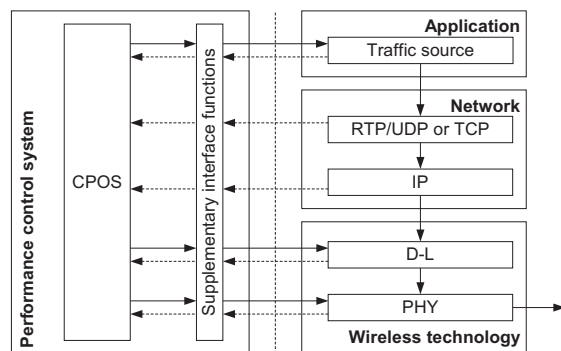 Performance control system
CPOS
Supplementary interface functions
Application
Traffic source
Network
RTP/UDP or TCP
IP
D-L
PHY
Wireless technology